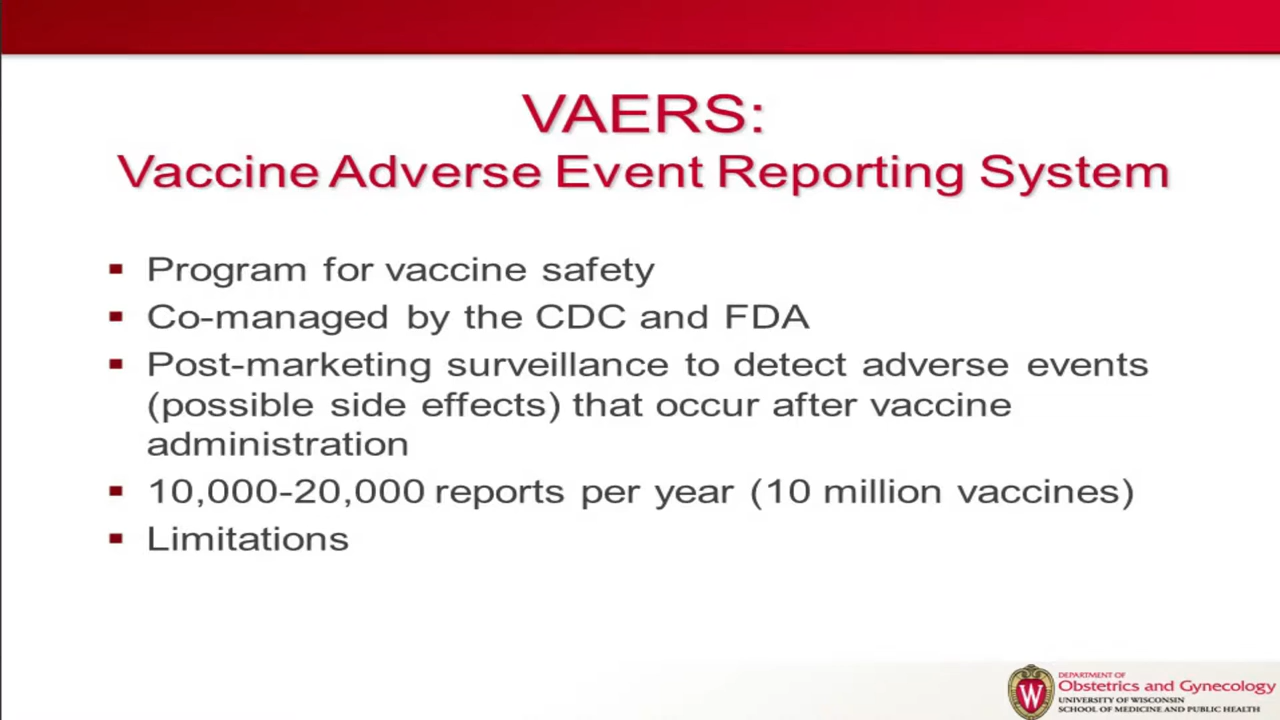 VAERS:
Vaccine Adverse Event Reporting System
▪ Program for vaccine safety
▪ Co-managed by the CDC and FDA
▪ Post-marketing surveillance to detect adverse events
(possible side effects) that occur after vaccine
administration
▪ 10,000-20,000 reports per year (10 million vaccines)
▪ Limitations
W
DEPARTMENT OF
Obstetrics and Gynecology
UNIVERSITY OF WISCONSIN
SCHOOL OF MEDICINE AND PUBLIC HEALTH